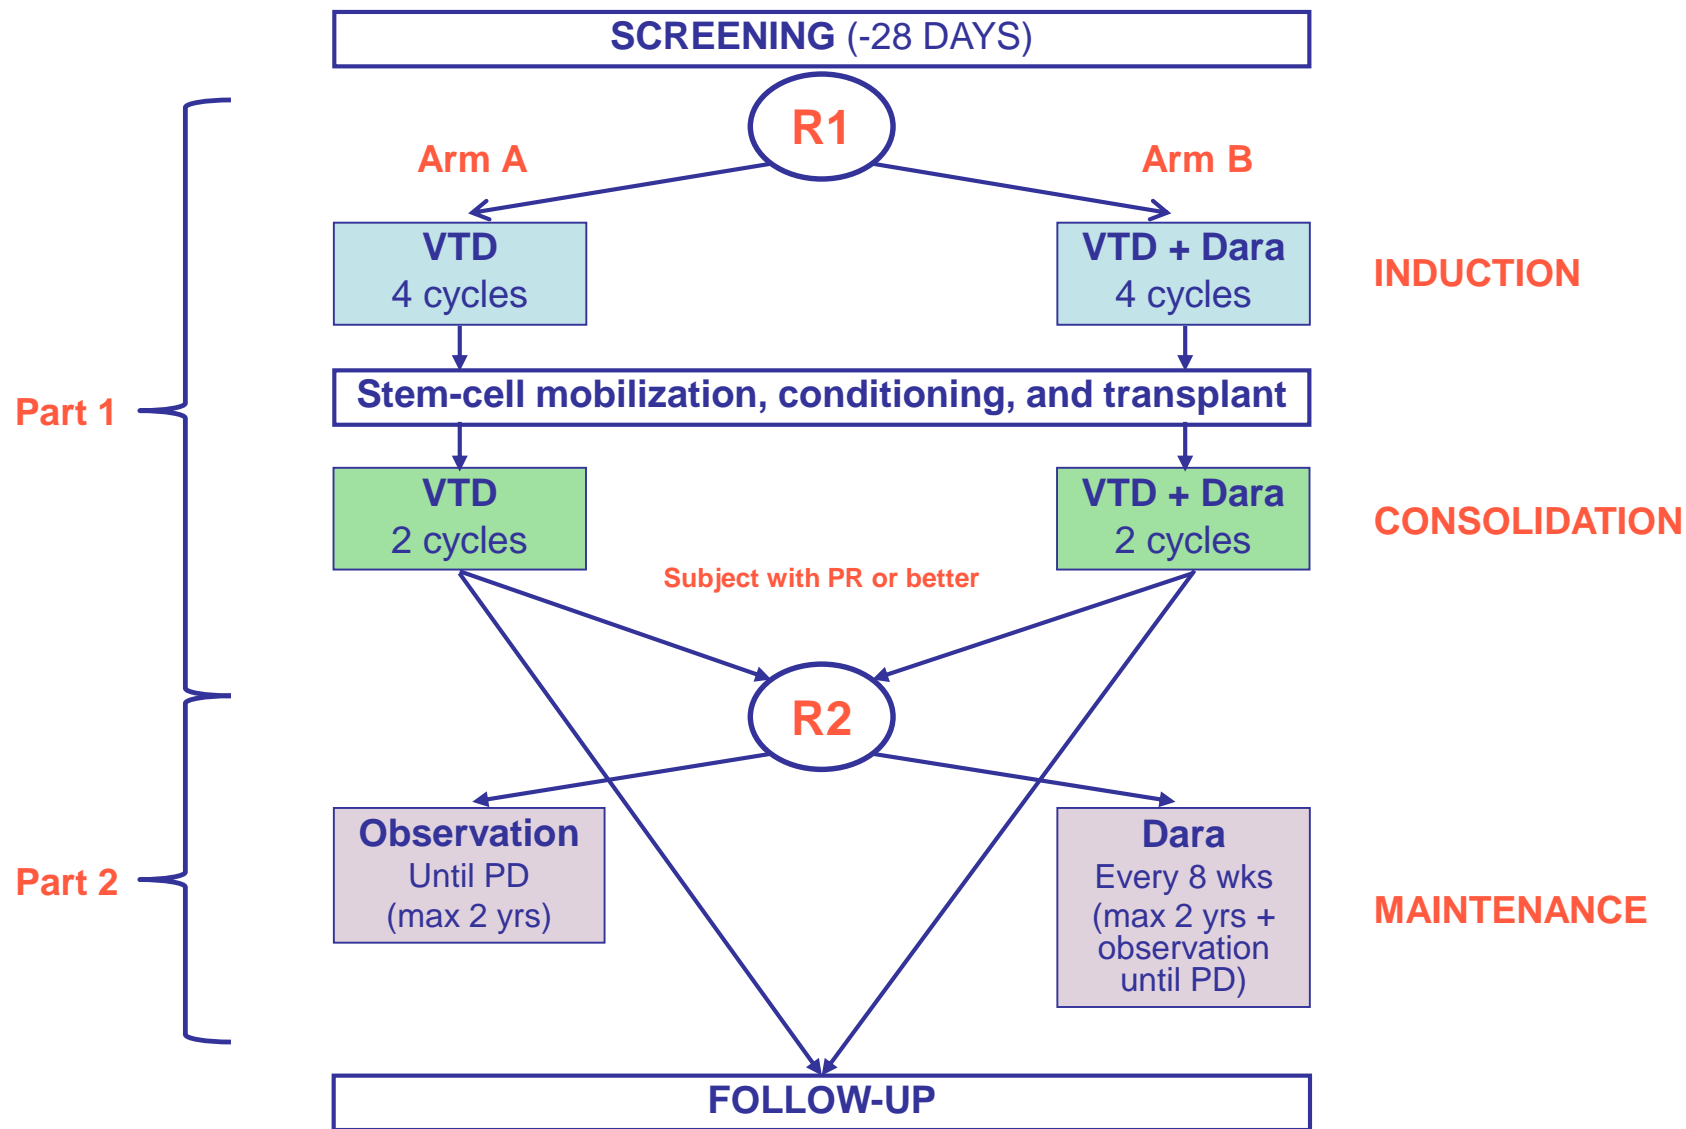 SCREENING (-28 DAYS)
R1
Arm A
Arm B
VTD
4 cycles
VTD + Dara
4 cycles
INDUCTION
Stem-cell mobilization, conditioning, and transplant
Part 1
VTD
2 cycles
VTD + Dara
2 cycles
CONSOLIDATION
Subject with PR or better
R2
Observation
Until PD
(max 2 yrs)
Dara
Every 8 wks
(max 2 yrs +
observation
until PD)
Part 2
MAINTENANCE
FOLLOW-UP